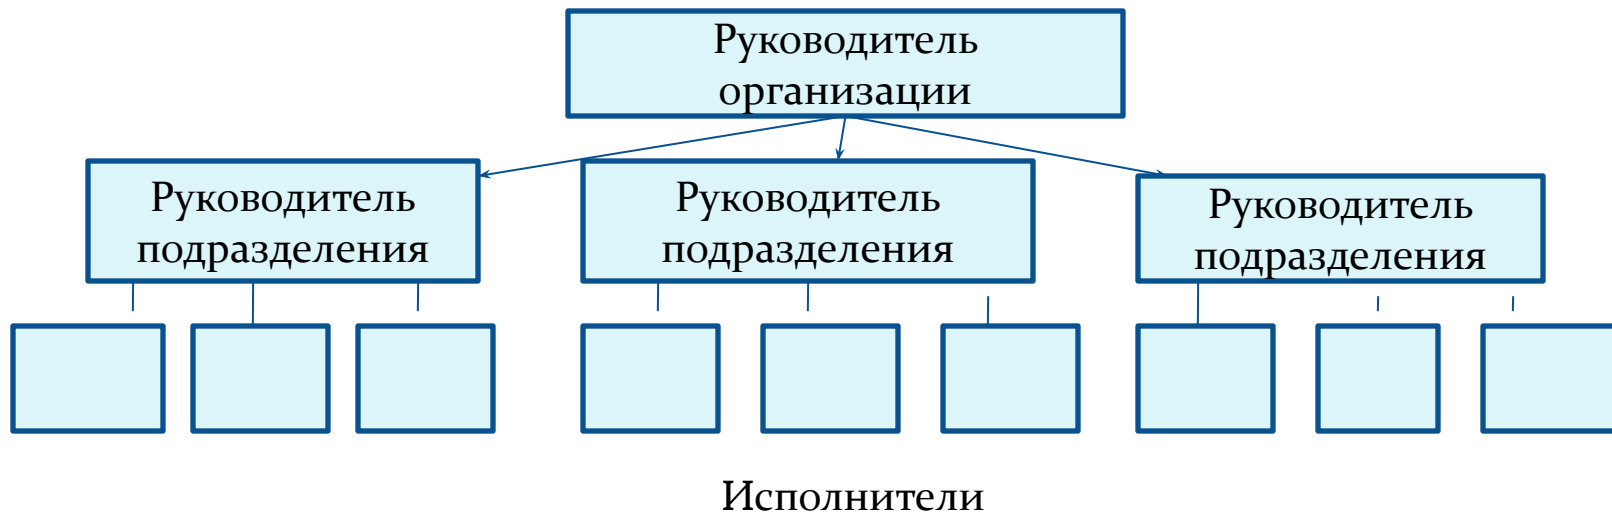 Руководитель
организации
Руководитель
подразделения
Руководитель
подразделения
Руководитель
подразделения
Исполнители